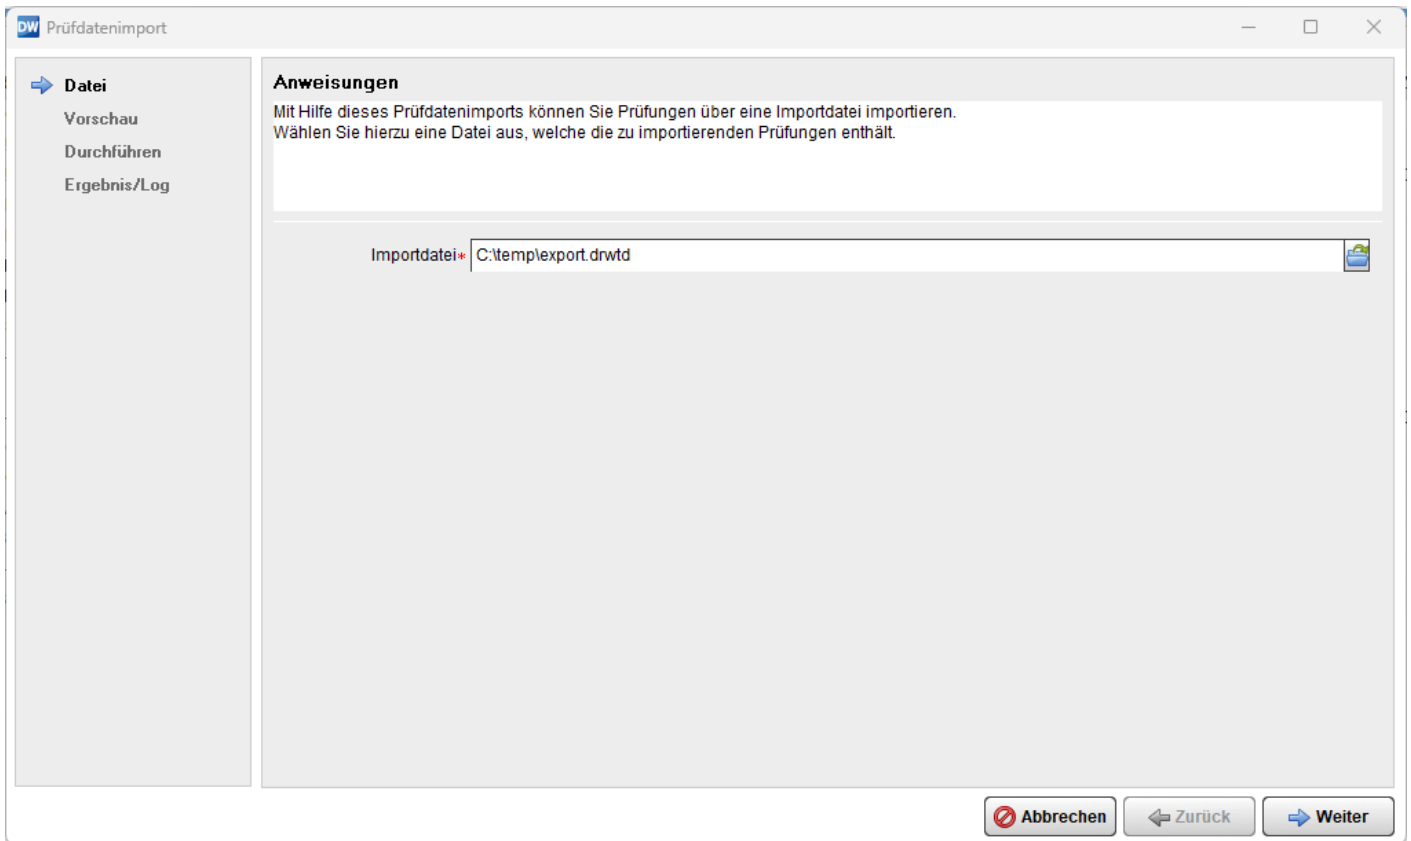 DW Prüfdatenimport
Datei
Vorschau
Durchführen
Ergebnis/Log
Anweisungen
Mit Hilfe dieses Prüfdatenimports können Sie Prüfungen über eine Importdatei importieren.
Wählen Sie hierzu eine Datei aus, welche die zu importierenden Prüfungen enthält.
Importdatei* C:\temp\export.drwtd
Abbrechen Zurück Weiter